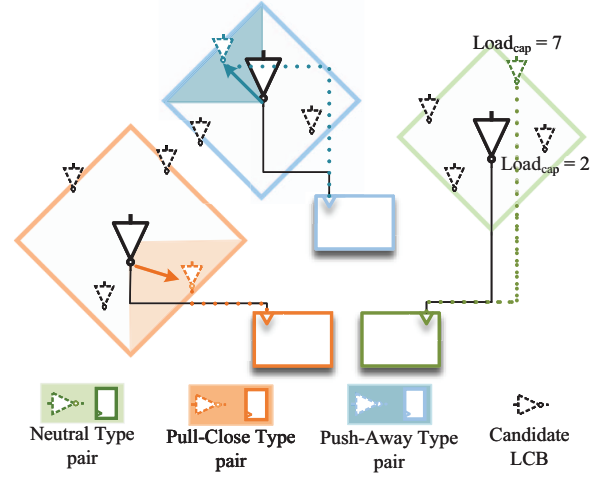 Load_cap = 7
Load_cap = 2
Neutral Type
pair
Pull-Close Type
pair
Push-Away Type
pair
Candidate
LCB